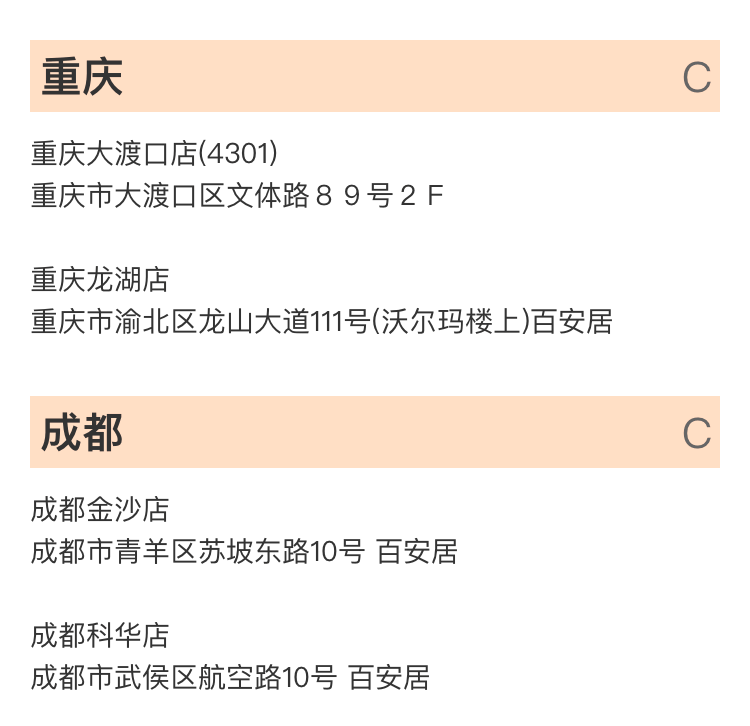 重庆 C
重庆大渡口店(4301)
重庆市大渡口区文体路８９号２Ｆ
重庆龙湖店
重庆市渝北区龙山大道111号(沃尔玛楼上)百安居
成都 C
成都金沙店
成都市青羊区苏坡东路10号 百安居
成都科华店
成都市武侯区航空路10号 百安居